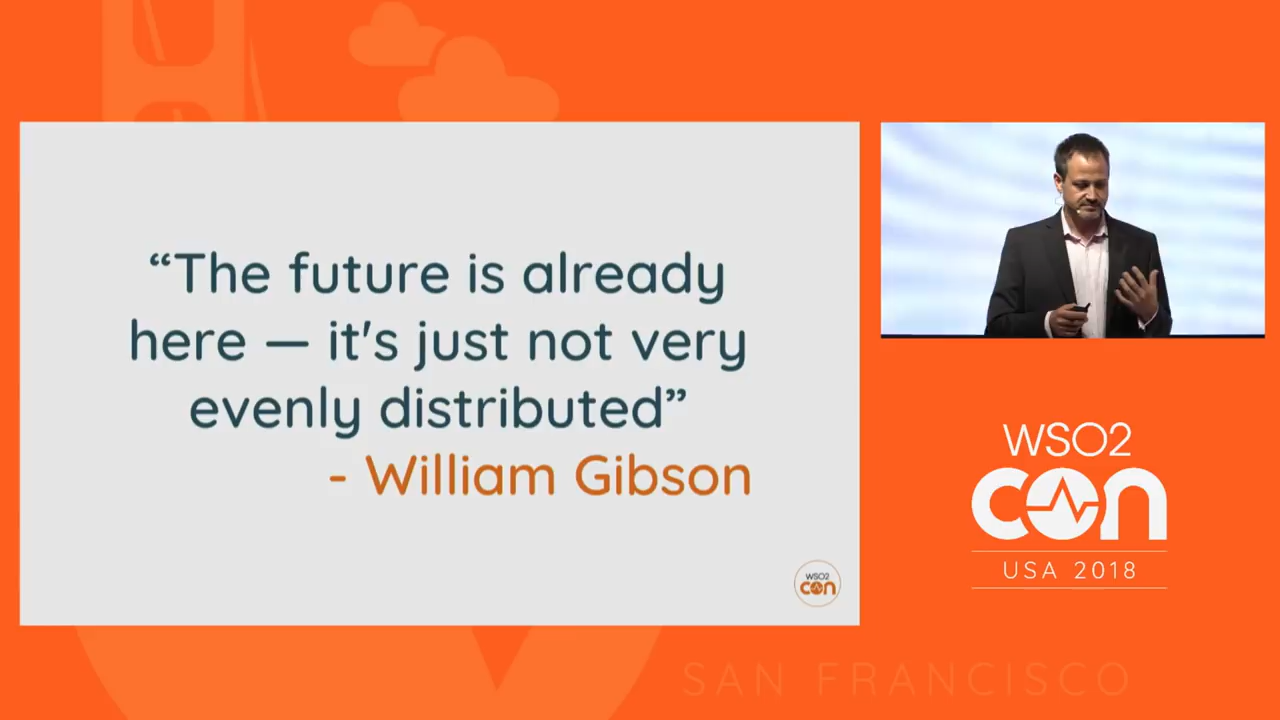 “The future is already
here — it's just not very
evenly distributed”
- William Gibson
WSO2
con
WSO2
con
USA 2018
SAN FRANCISCO